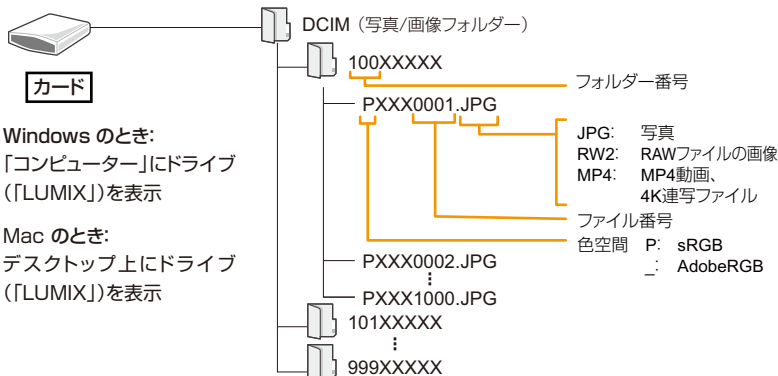 DCIM（写真/画像フォルダー）
100XXXXX
フォルダー番号
カード
PXXX0001.JPG
JPG: 写真
RW2: RAWファイルの画像
MP4: MP4動画、
4K連写ファイル
ファイル番号
色空間 P: sRGB
_: AdobeRGB
Windows のとき:
「コンピューター」にドライブ
(「LUMIX」)を表示
Mac のとき:
デスクトップ上にドライブ
(「LUMIX」)を表示
PXXX0002.JPG
PXXX1000.JPG
101XXXXX
999XXXXX